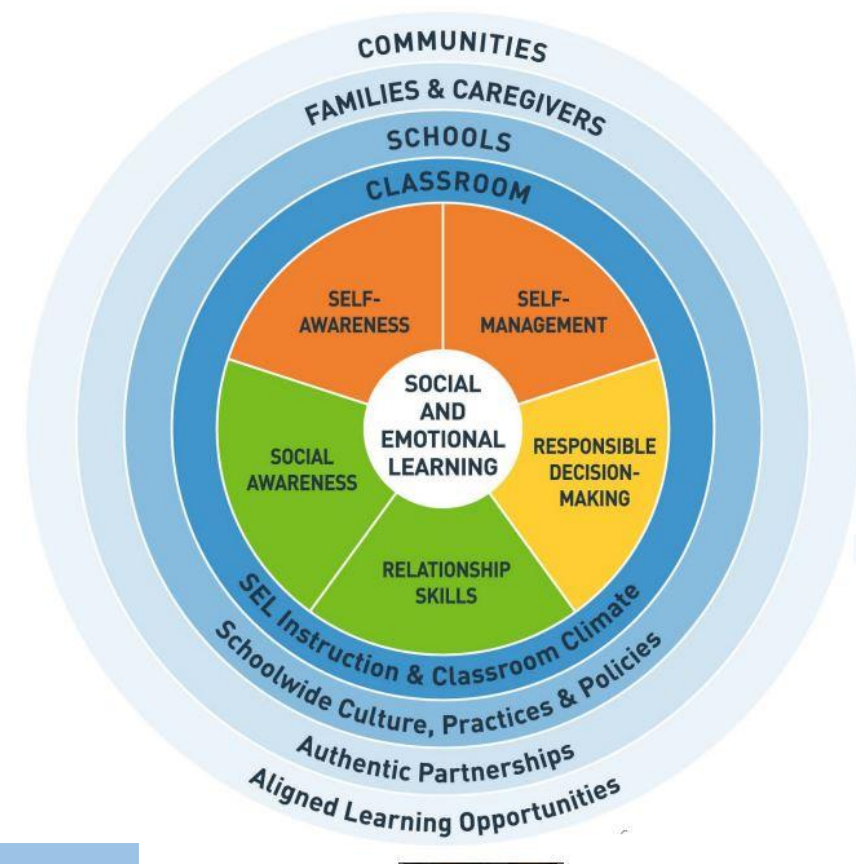 COMMUNITIES
FAMILIES & CAREGIVERS
SCHOOLS
CLASSROOM
SELF-
AWARENESS
SELF-
MANAGEMENT
SOCIAL
AND
EMOTIONAL
LEARNING
SOCIAL
AWARENESS
RESPONSIBLE
DECISION-
MAKING
RELATIONSHIP
SKILLS
SEL Instruction & Classroom Climate
Schoolwide Culture, Practices & Policies
Authentic Partnerships
Aligned Learning Opportunities